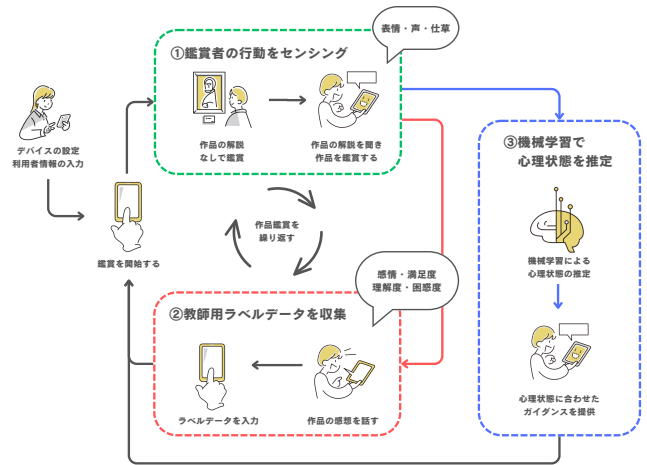 デバイスの設定
利用者情報の入力
鑑賞を開始する
①鑑賞者の行動をセンシング
表情・声・仕草
作品の解説
なしで鑑賞
作品の解説を聞き
作品を鑑賞する
作品鑑賞を
繰り返す
②教師用ラベルデータを収集
感情・満足度
理解度・困惑度
ラベルデータを入力
作品の感想を話す
③機械学習で
心理状態を推定
機械学習による
心理状態の推定
心理状態に合わせた
ガイダンスを提供